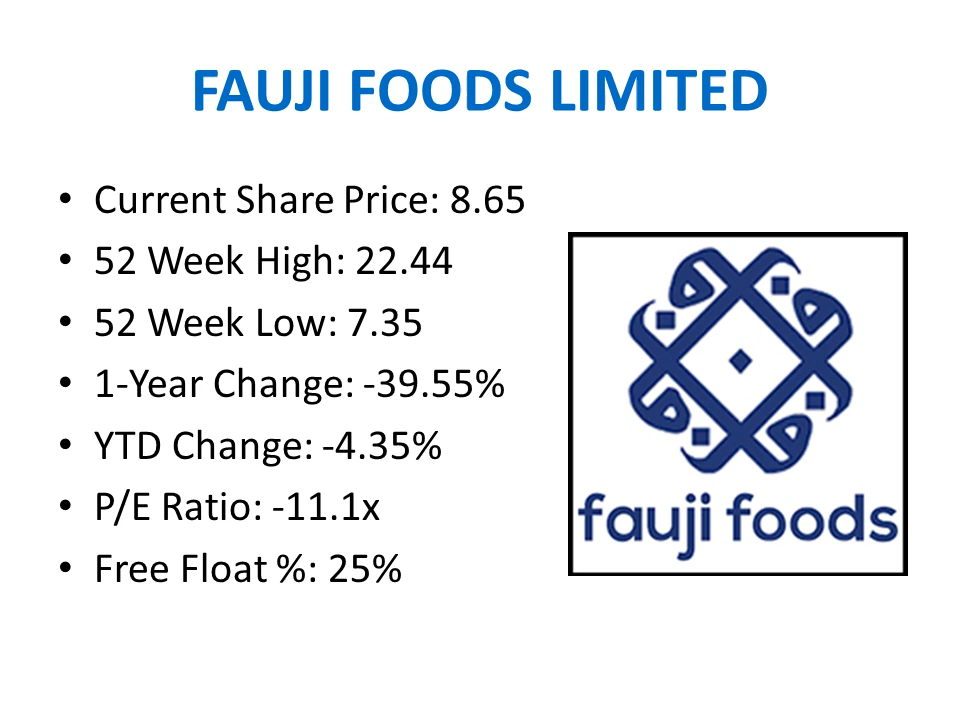 FAUJI FOODS LIMITED
• Current Share Price: 8.65
• 52 Week High: 22.44
• 52 Week Low: 7.35
• 1-Year Change: -39.55%
• YTD Change: -4.35%
• P/E Ratio: -11.1x
• Free Float %: 25%
fauji foods